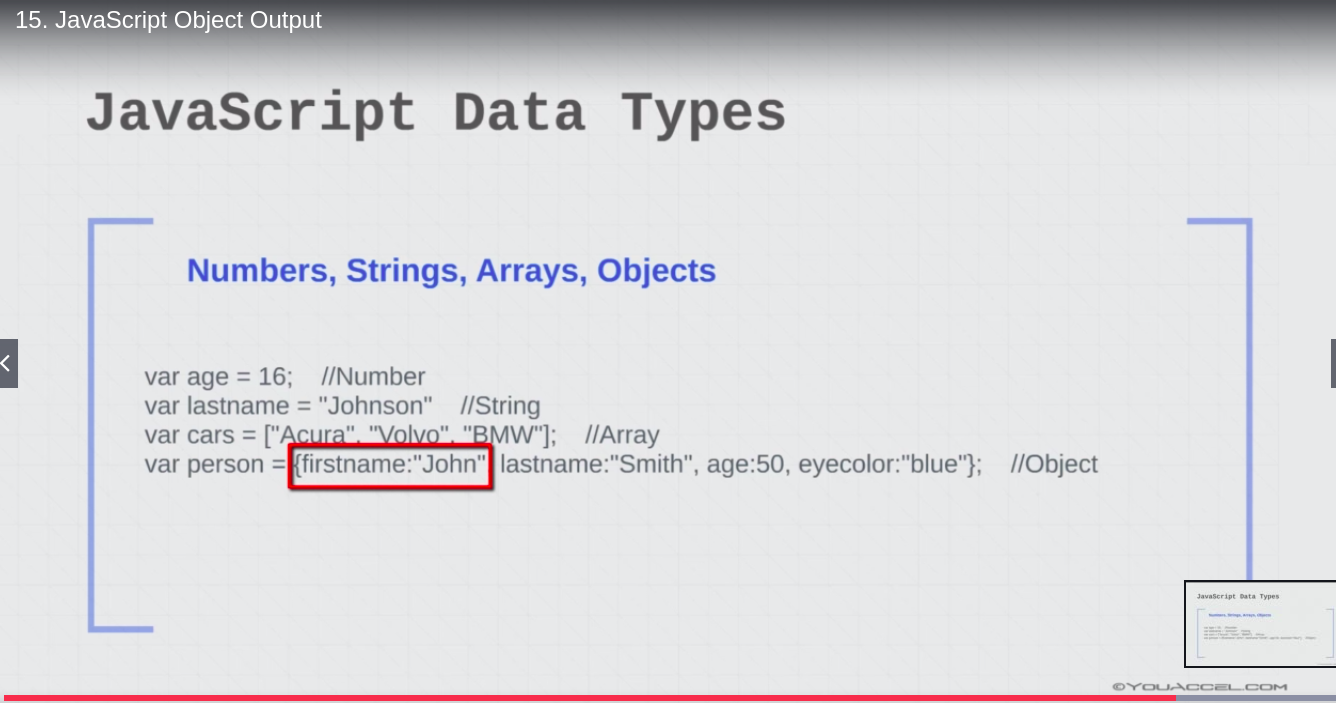 15. JavaScript Object Output
JavaScript Data Types
Numbers, Strings, Arrays, Objects
var age = 16; //Number
var lastname = "Johnson" //String
var cars = ["Acura", "Volvo", "BMW"]; //Array
var person = {firstname:"John" lastname:"Smith", age:50, eyecolor:"blue"}; //Object
JavaScript Data Types
Numbers, Strings, Arrays, Objects
©YOUACCEL.COM